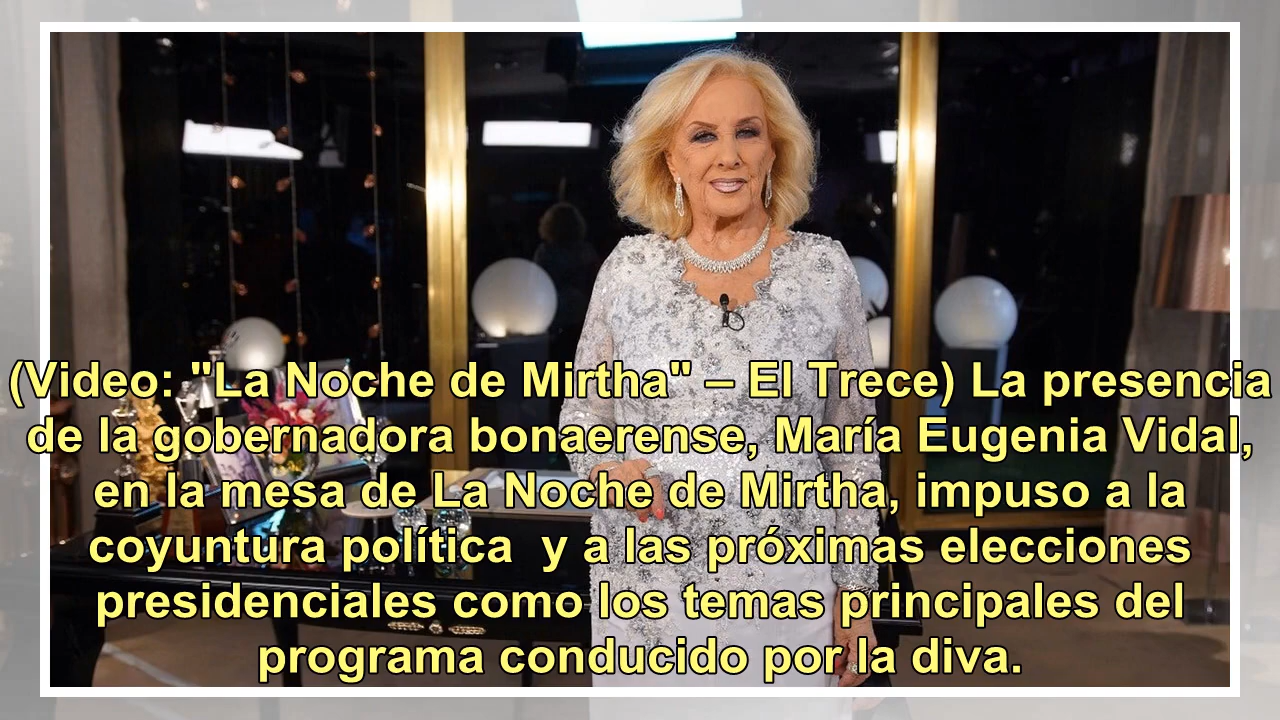 (Video: "La Noche de Mirtha" – El Trece) La presencia
de la gobernadora bonaerense, María Eugenia Vidal,
en la mesa de La Noche de Mirtha, impuso a la
coyuntura política  y a las próximas elecciones
presidenciales como los temas principales del
programa conducido por la diva.